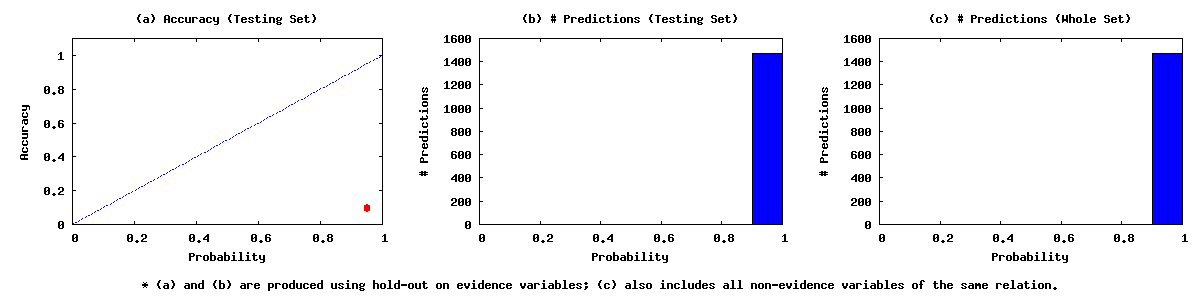 (a) Accuracy (Testing Set)
Accuracy
1
0.8
0.6
0.4
0.2
0
0 0.2 0.4 0.6 0.8 1
Probability
(b) # Predictions (Testing Set)
# Predictions
1600
1400
1200
1000
800
600
400
200
0
0 0.2 0.4 0.6 0.8 1
Probability
(c) # Predictions (Whole Set)
# Predictions
1600
1400
1200
1000
800
600
400
200
0
0 0.2 0.4 0.6 0.8 1
Probability
* (a) and (b) are produced using hold-out on evidence variables; (c) also includes all non-evidence variables of the same relation.